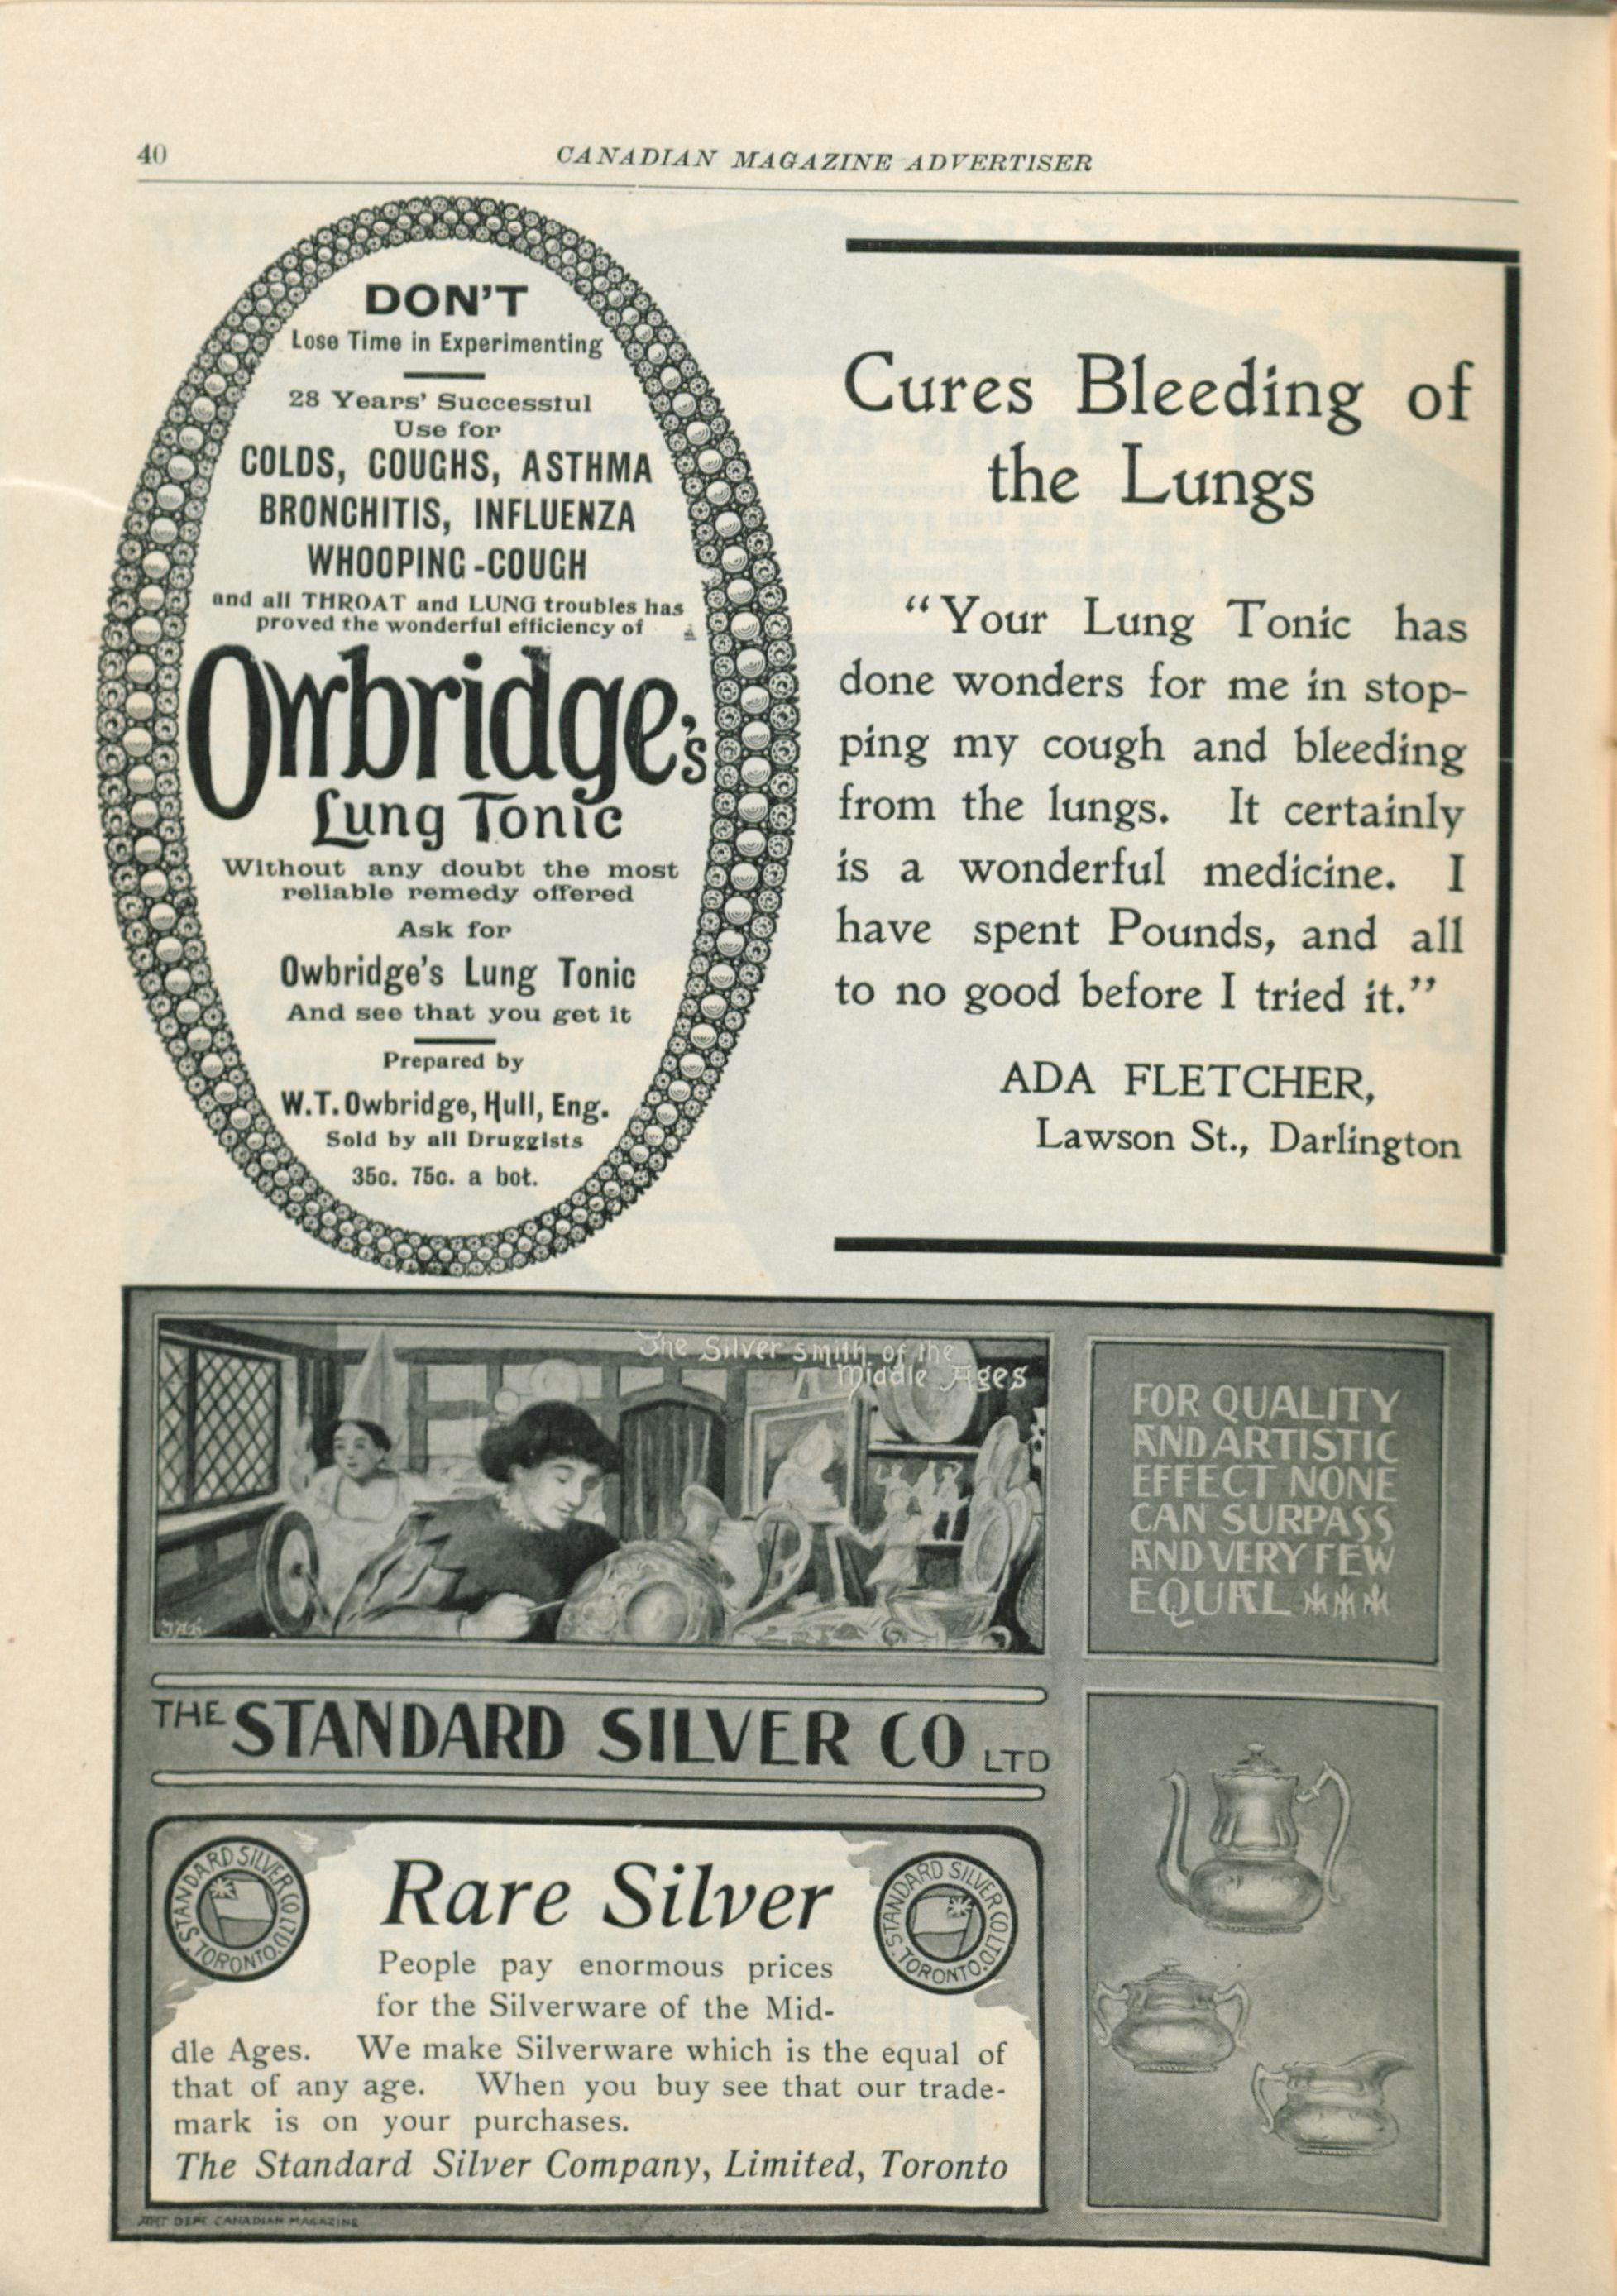 40
CANADIAN MAGAZINE ADVERTISER
DON'T
Lose Time in Experimenting
28 Years' Successful
Use for
COLDS, COUGHS, ASTHMA
BRONCHITIS, INFLUENZA
WHOOPING-COUGH
and all THROAT and LUNG troubles has
proved the wonderful efficiency of
Owbridge's
Lung Tonic
Without any doubt the most
reliable remedy offered
Ask for
Owbridge's Lung Tonic
And see that you get it
Prepared by
W.T. Owbridge, Hull, Eng.
Sold by all Druggists
35c. 75c. a bot.
Cures Bleeding of
the Lungs
"Your Lung Tonic has
done wonders for me in stop-
ping my cough and bleeding
from the lungs. It certainly
is a wonderful medicine. I
have spent Pounds, and all
to no good before I tried it."
ADA FLETCHER,
Lawson St., Darlington
The Silver smith of the
Middle Ages
FOR QUALITY
AND ARTISTIC
EFFECT NONE
CAN SURPASS
AND VERY FEW
EQUAL
THE STANDARD SILVER CO LTD
STANDARD SILVER CO. LTD. TORONTO.
STANDARD SILVER CO. LTD. TORONTO.
Rare Silver
People pay enormous prices
for the Silverware of the Mid-
dle Ages. We make Silverware which is the equal of
that of any age. When you buy see that our trade-
mark is on your purchases.
The Standard Silver Company, Limited, Toronto
ART DEPT CANADIAN MAGAZINE